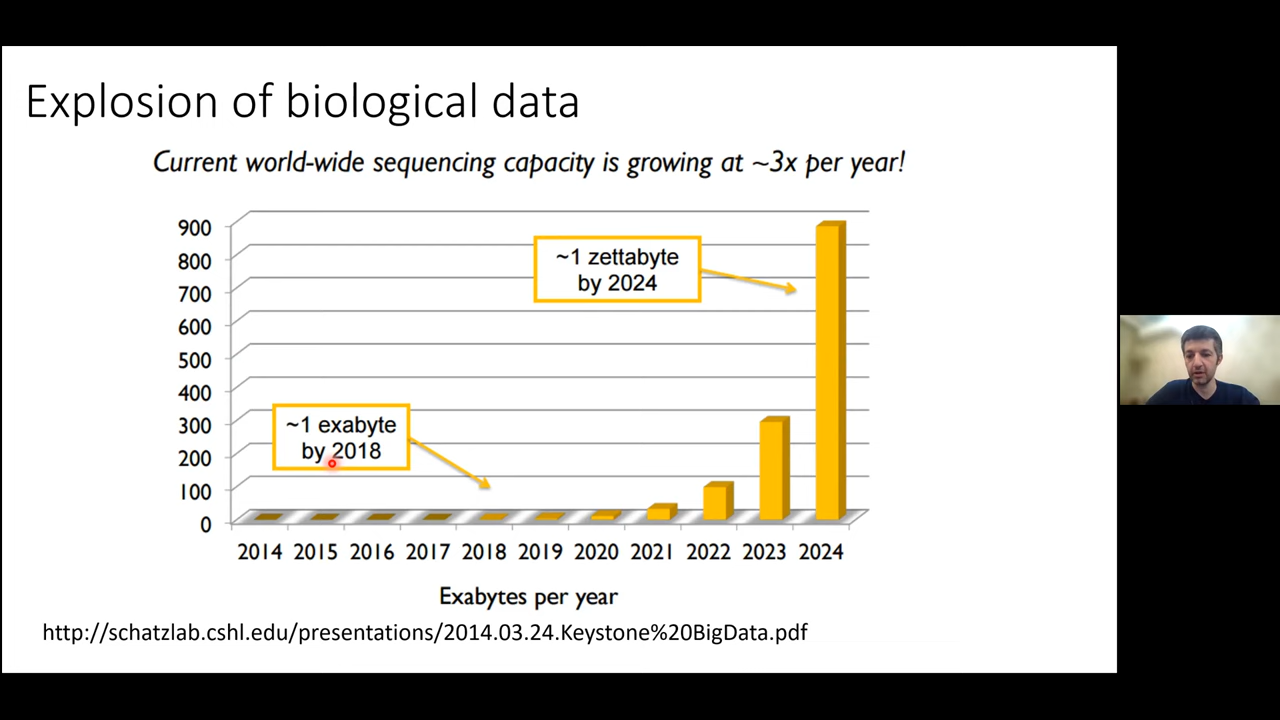 Explosion of biological data
Current world-wide sequencing capacity is growing at ~3x per year!
900
800
700
600
500
400
300
200
100
0
~1 zettabyte
by 2024
~1 exabyte
by 2018
2014 2015 2016 2017 2018 2019 2020 2021 2022 2023 2024
Exabytes per year
http://schatzlab.cshl.edu/presentations/2014.03.24.Keystone%20BigData.pdf